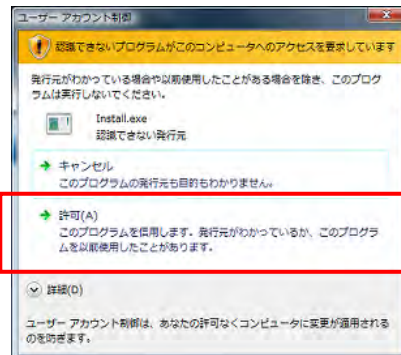 ユーザー アカウント制御
認識できないプログラムがこのコンピュータへのアクセスを要求しています
発行元がわかっている場合や以前使用したことがある場合を除き、このプログ
ラムは実行しないでください。
Install.exe
認識できない発行元
キャンセル
このプログラムの発行元も目的もわかりません。
許可(A)
このプログラムを信用します。発行元がわかっているか、このプログラ
ムを以前使用したことがあります。
詳細(D)
ユーザー アカウント制御は、あなたの許可なくコンピュータに変更が適用される
のを防ぎます。